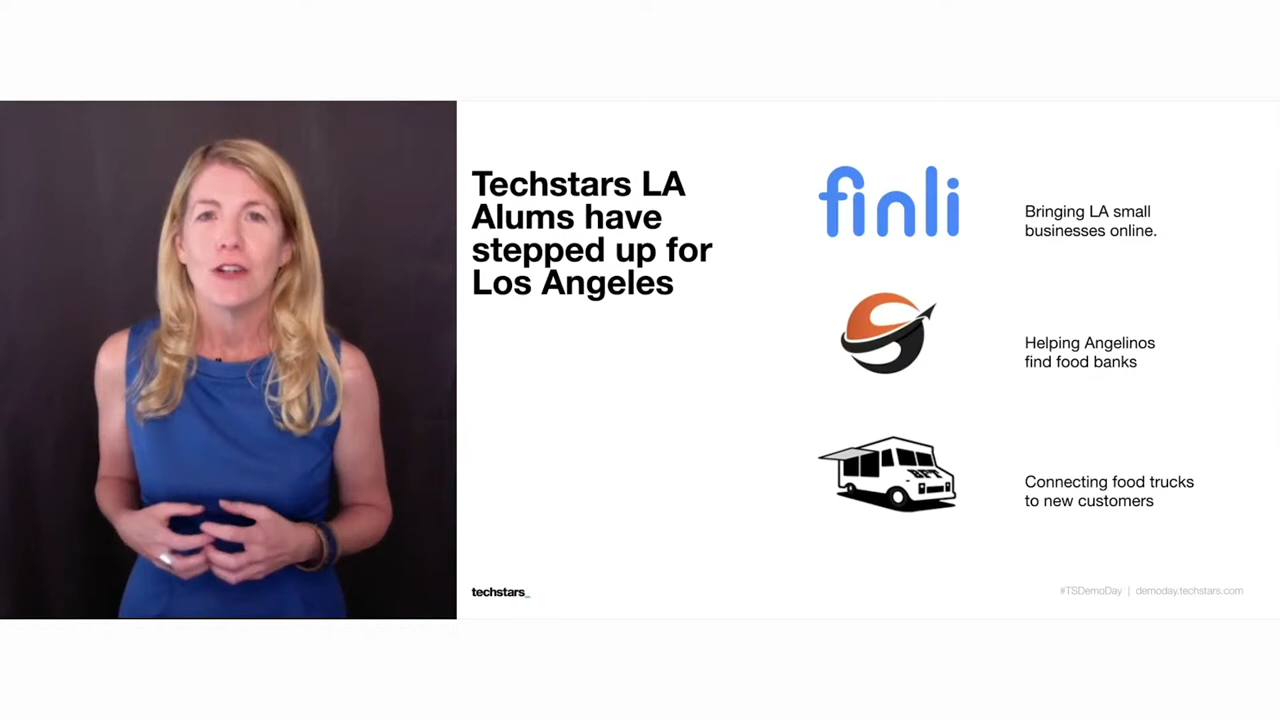 Techstars LA
Alums have
stepped up for
Los Angeles
finli
Bringing LA small
businesses online.
Helping Angelinos
find food banks
BFT
Connecting food trucks
to new customers
techstars_
#TSDemoDay | demoday.techstars.com